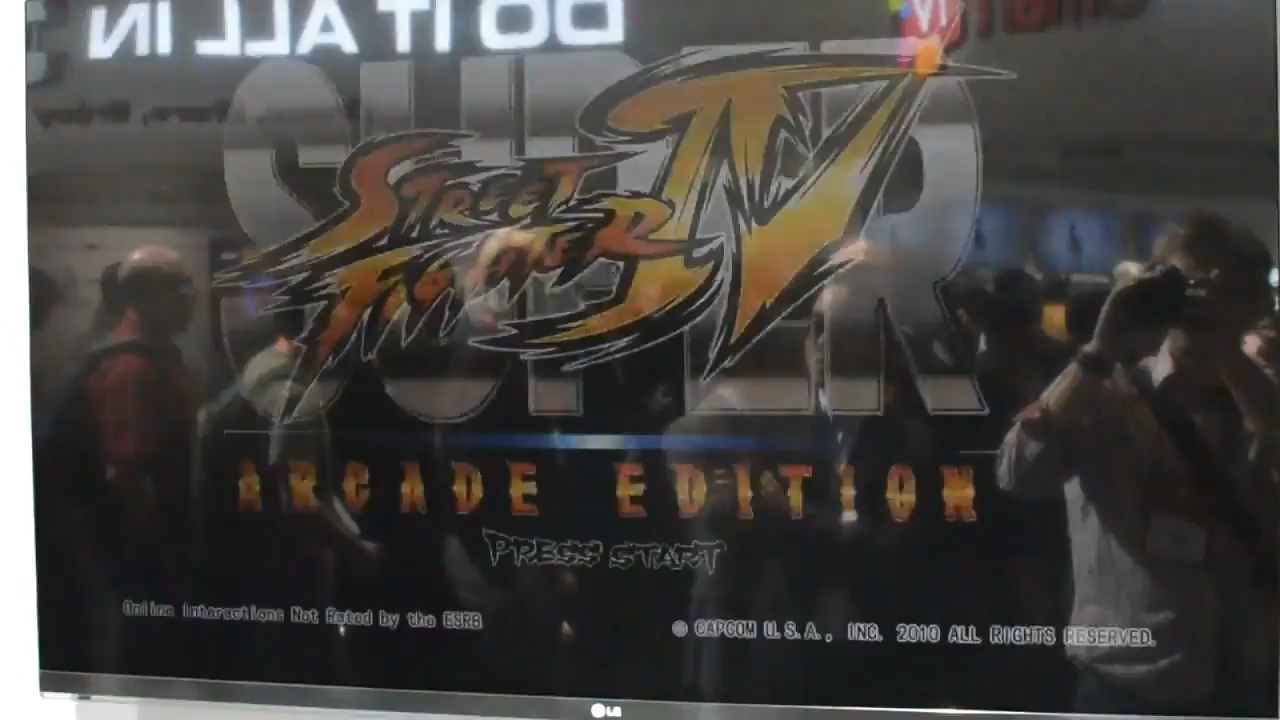 DO IT ALL IN
SUPER
STREET
FIGHTER IV
ARCADE EDITION
PRESS START
Online Interactions Not Rated by the ESRB
© CAPCOM U.S.A., INC. 2010 ALL RIGHTS RESERVED.
LG